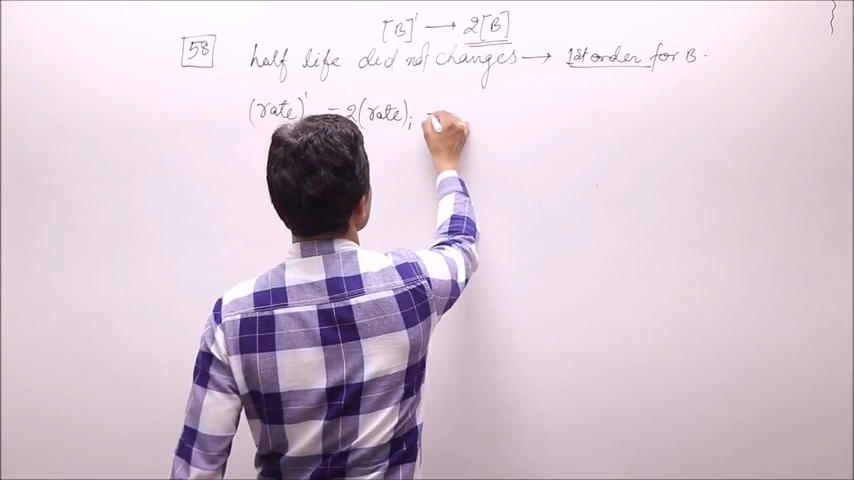 [B]' → 2[B]
58 half life did not changes → 1st order for B.
(rate)' = 2(rate)i